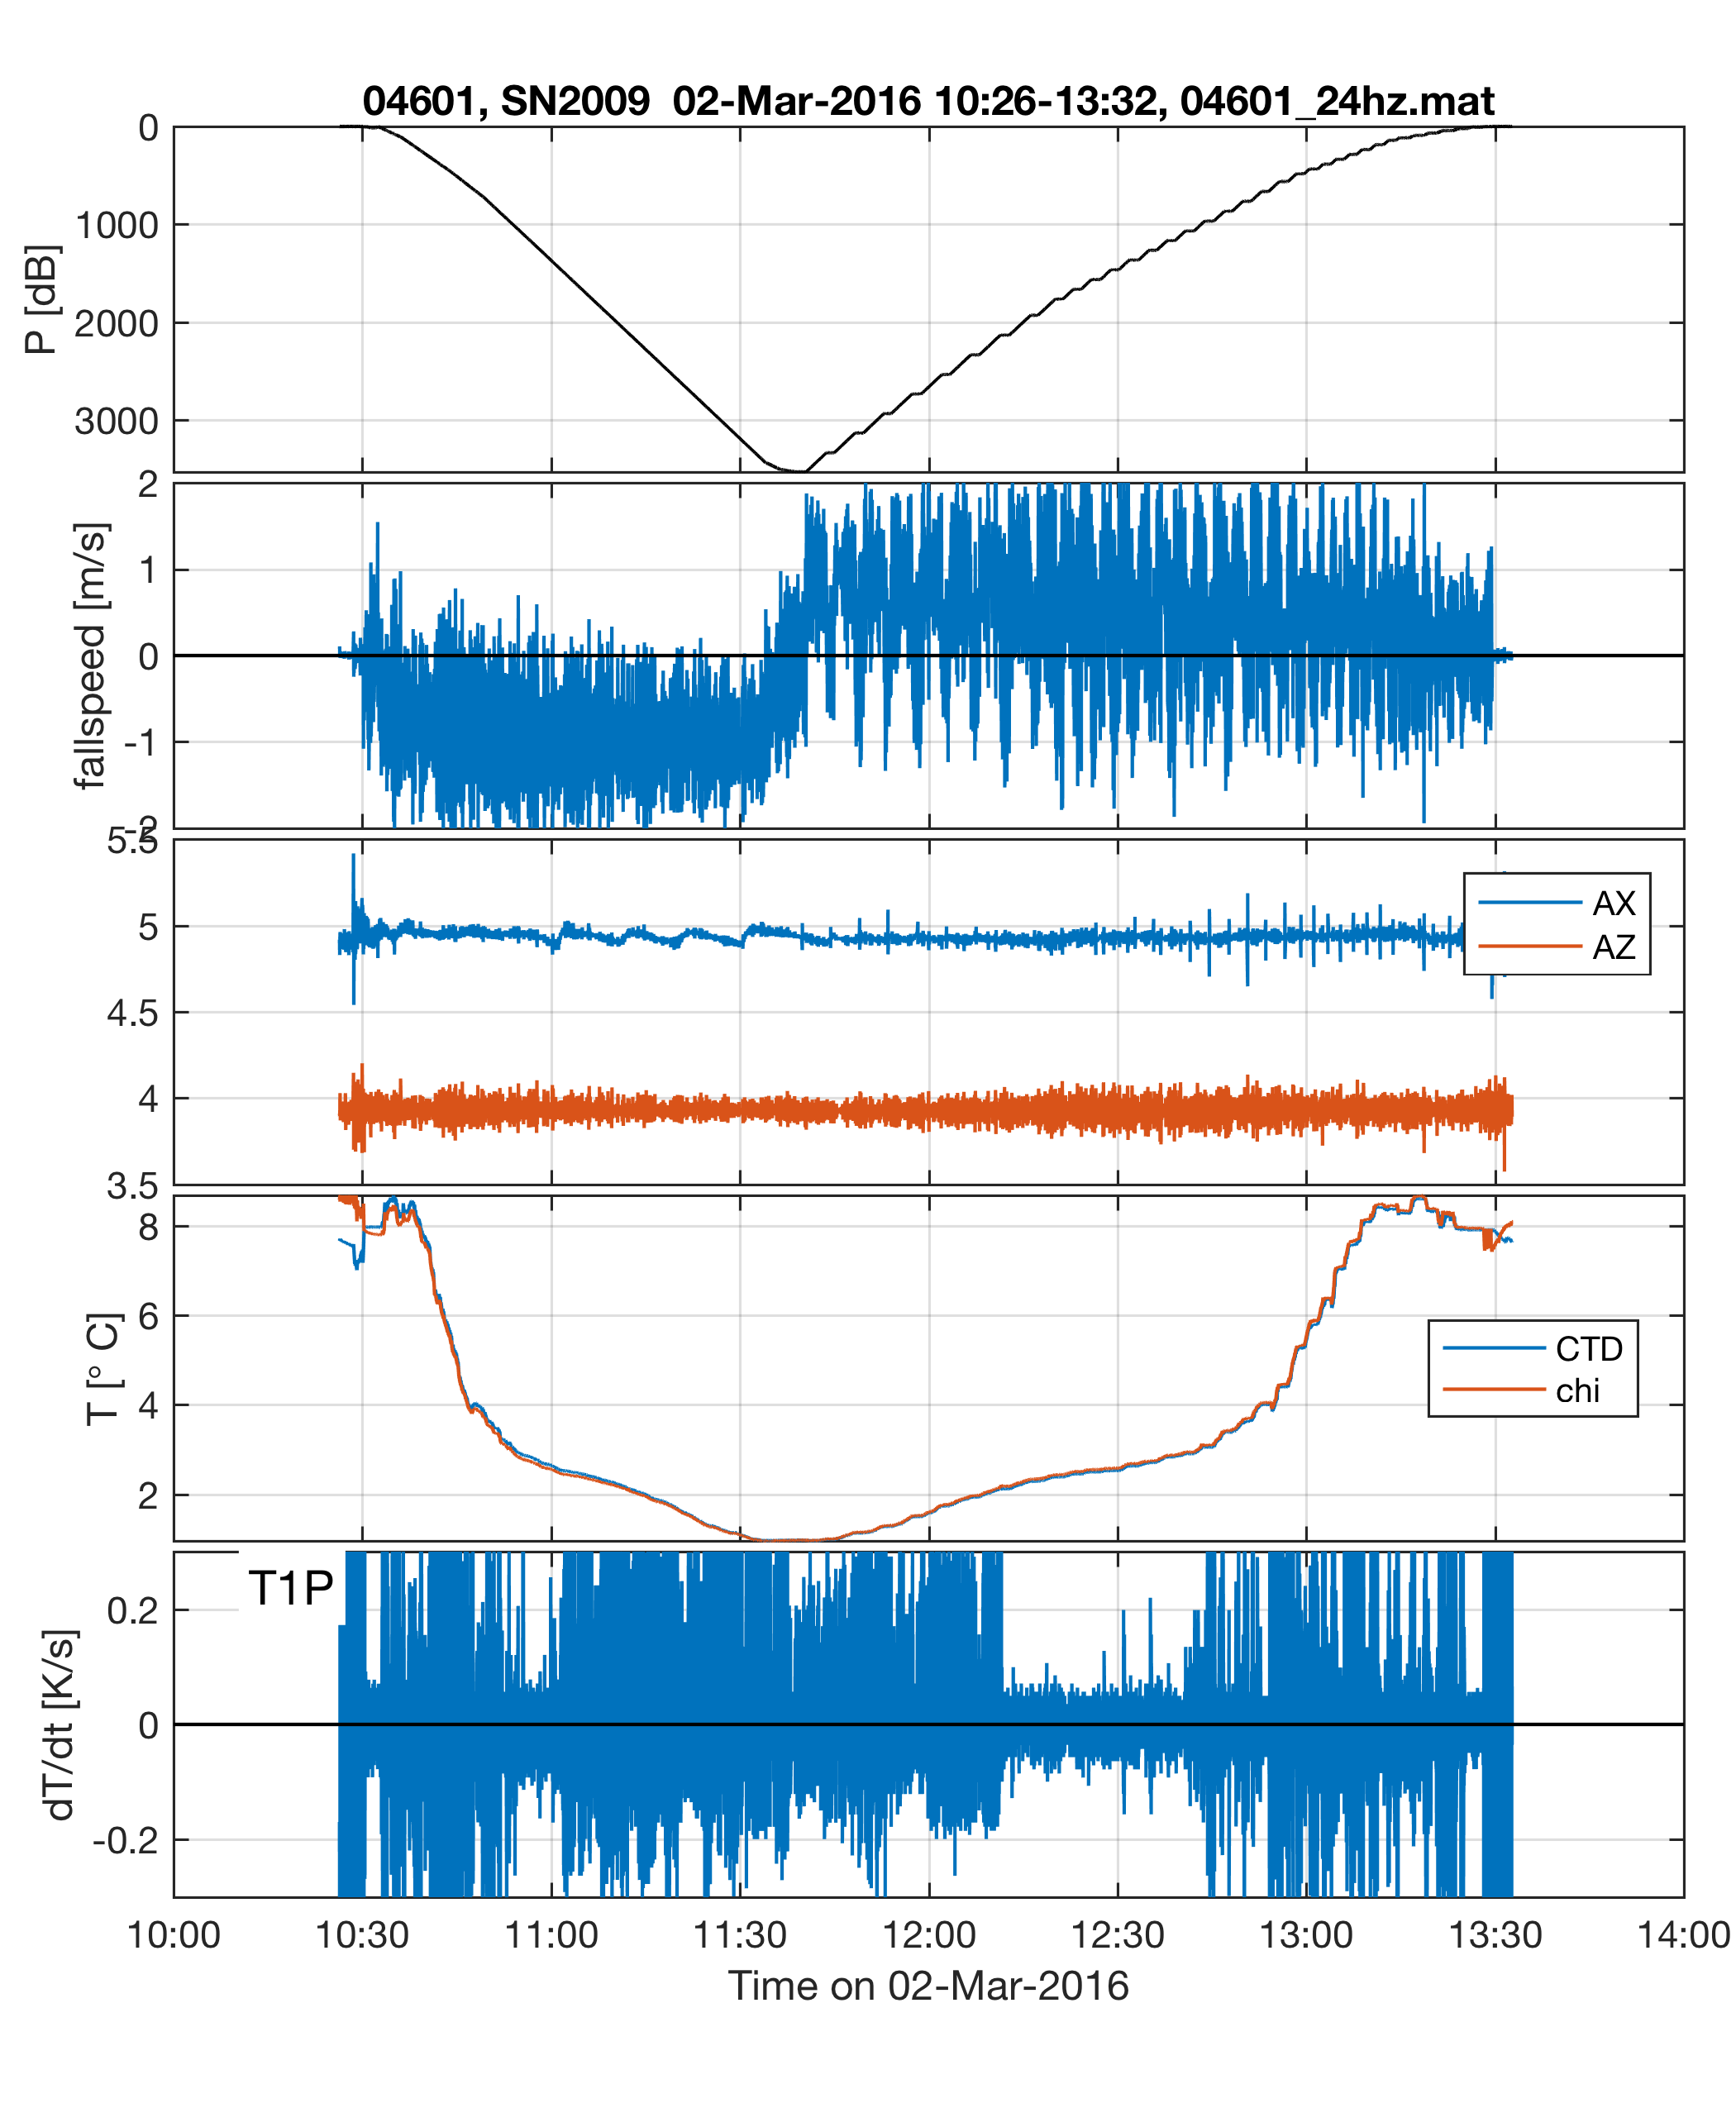 04601, SN2009  02-Mar-2016 10:26-13:32, 04601_24hz.mat
0
1000
2000
3000
P [dB]
2
1
0
-1
-2
fallspeed [m/s]
5.5
5
4.5
4
3.5
AX
AZ
8
6
4
2
T [° C]
CTD
chi
T1P
0.2
0
-0.2
dT/dt [K/s]
10:00 10:30 11:00 11:30 12:00 12:30 13:00 13:30 14:00
Time on 02-Mar-2016